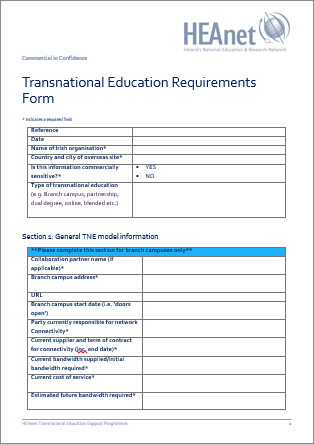 HEAnet
Ireland's National Education & Research Network
Commercial in Confidence
Transnational Education Requirements
Form
* Indicates a required field
Reference
Date
Name of Irish organisation*
Country and city of overseas site*
Is this information commercially
sensitive?*
• YES
• NO
Type of transnational education
(e.g. Branch campus, partnership,
dual degree, online, blended etc.)
Section 1: General TNE model information
**Please complete this section for branch campuses only**
Collaboration partner name (if
applicable)*
Branch campus address*
URL
Branch campus start date (i.e. 'doors
open')
Party currently responsible for network
Connectivity*
Current supplier and term of contract
for connectivity (inc. end date)*
Current bandwidth supplied/initial
bandwidth required*
Current cost of service*
Estimated future bandwidth required*
HEAnet Transnational Education Support Programme
1